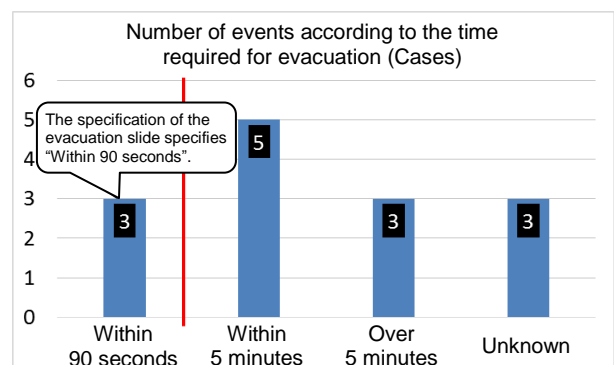 Number of events according to the time
required for evacuation (Cases)
6
5
4
3
2
1
0
The specification of the
evacuation slide specifies
“Within 90 seconds”.
3
5
3
3
Within
90 seconds
Within
5 minutes
Over
5 minutes
Unknown